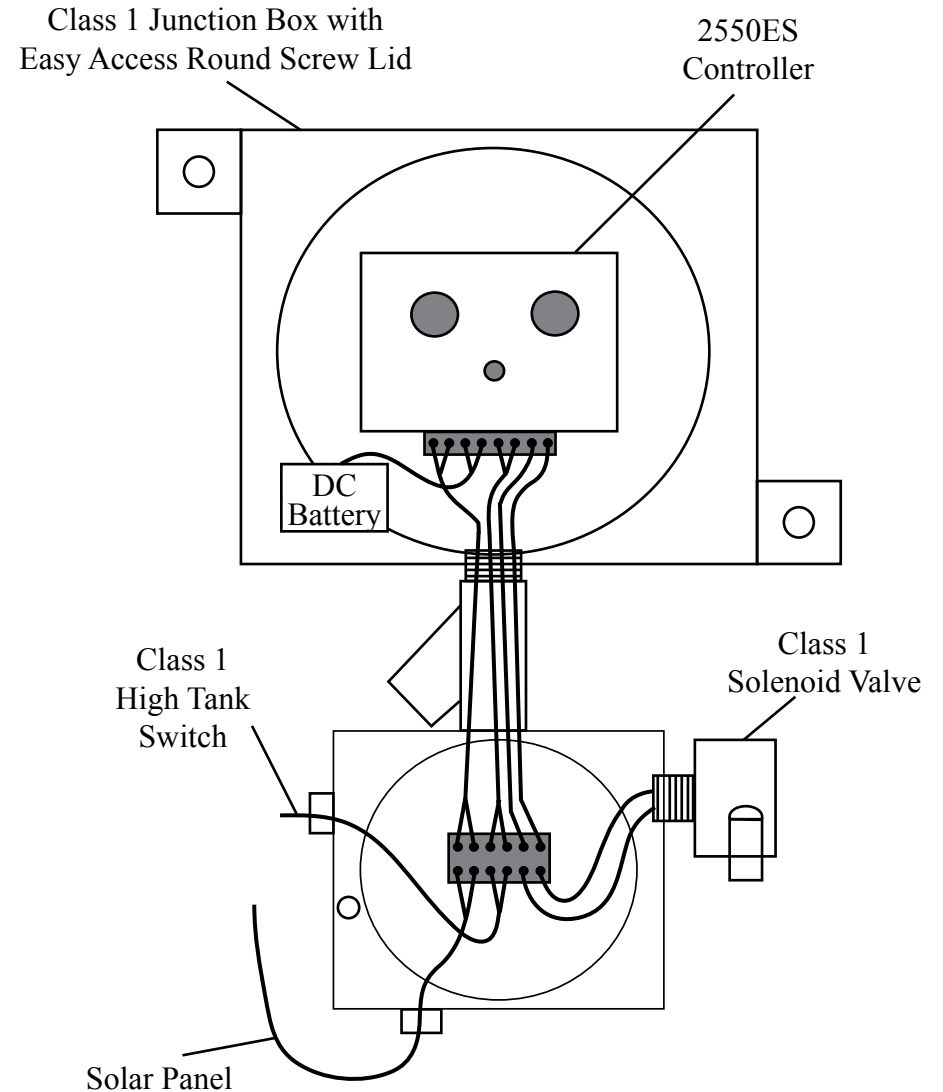 Class 1 Junction Box with
Easy Access Round Screw Lid
2550ES
Controller
DC
Battery
Class 1
High Tank
Switch
Class 1
Solenoid Valve
Solar Panel